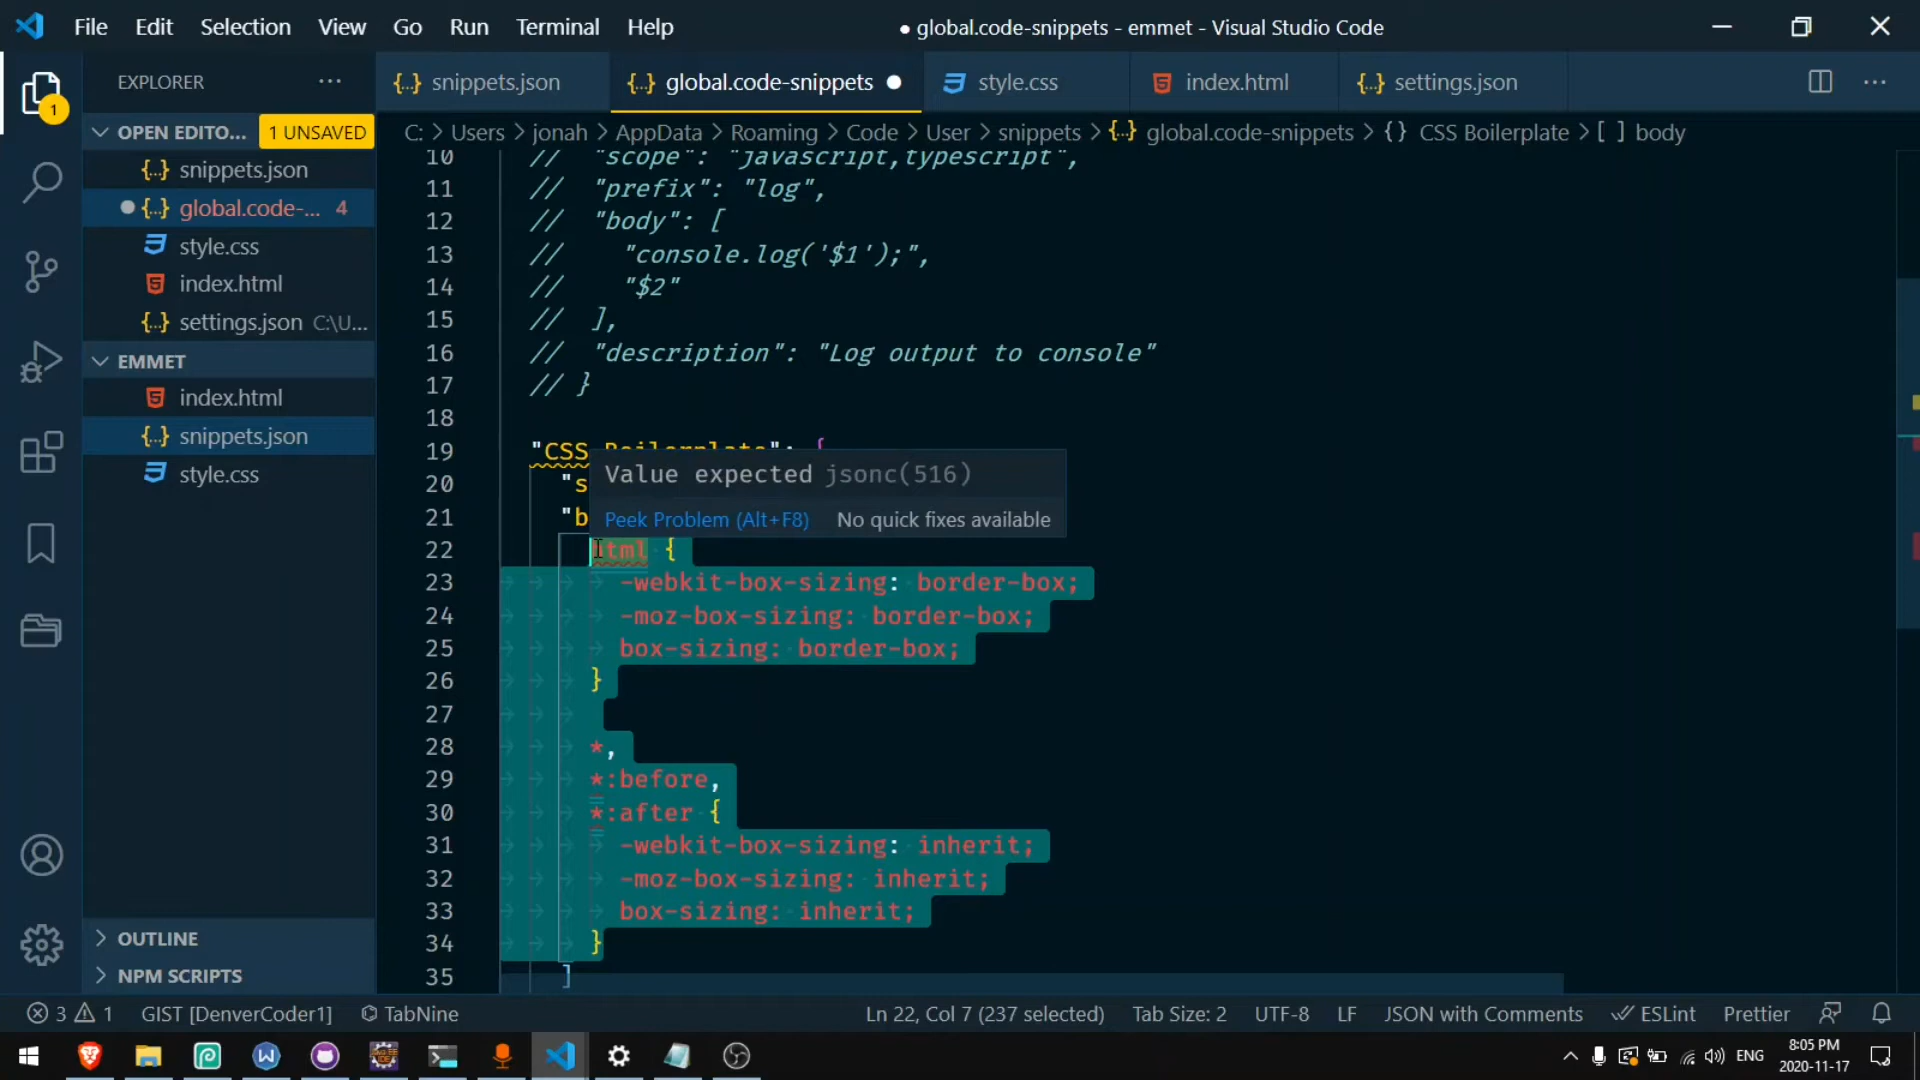 File Edit Selection View Go Run Terminal Help
● global.code-snippets - emmet - Visual Studio Code
EXPLORER ···
{..} snippets.json
{..} global.code-snippets ●
style.css
index.html
{..} settings.json
OPEN EDITO... 1 UNSAVED
C: > Users > jonah > AppData > Roaming > Code > User > snippets > {..} global.code-snippets > { } CSS Boilerplate > [ ] body
{..} snippets.json
{..} global.code-... 4
style.css
index.html
{..} settings.json C:\U...
EMMET
index.html
{..} snippets.json
style.css
OUTLINE
NPM SCRIPTS
1
10 // "scope": "javascript,typescript",
11 // "prefix": "log",
12 // "body": [
13 // "console.log('$1');",
14 // "$2"
15 // ],
16 // "description": "Log output to console"
17 // }
18
19 "CSS Boilerplate": {
20 "s
21 "b
Value expected jsonc(516)
Peek Problem (Alt+F8) No quick fixes available
22 html {
23 -webkit-box-sizing: border-box;
24 -moz-box-sizing: border-box;
25 box-sizing: border-box;
26 }
27
28 *,
29 *:before,
30 *:after {
31 -webkit-box-sizing: inherit;
32 -moz-box-sizing: inherit;
33 box-sizing: inherit;
34 }
35 ]
3 1 GIST [DenverCoder1] TabNine
Ln 22, Col 7 (237 selected) Tab Size: 2 UTF-8 LF JSON with Comments ESLint Prettier
ENG
8:05 PM
2020-11-17